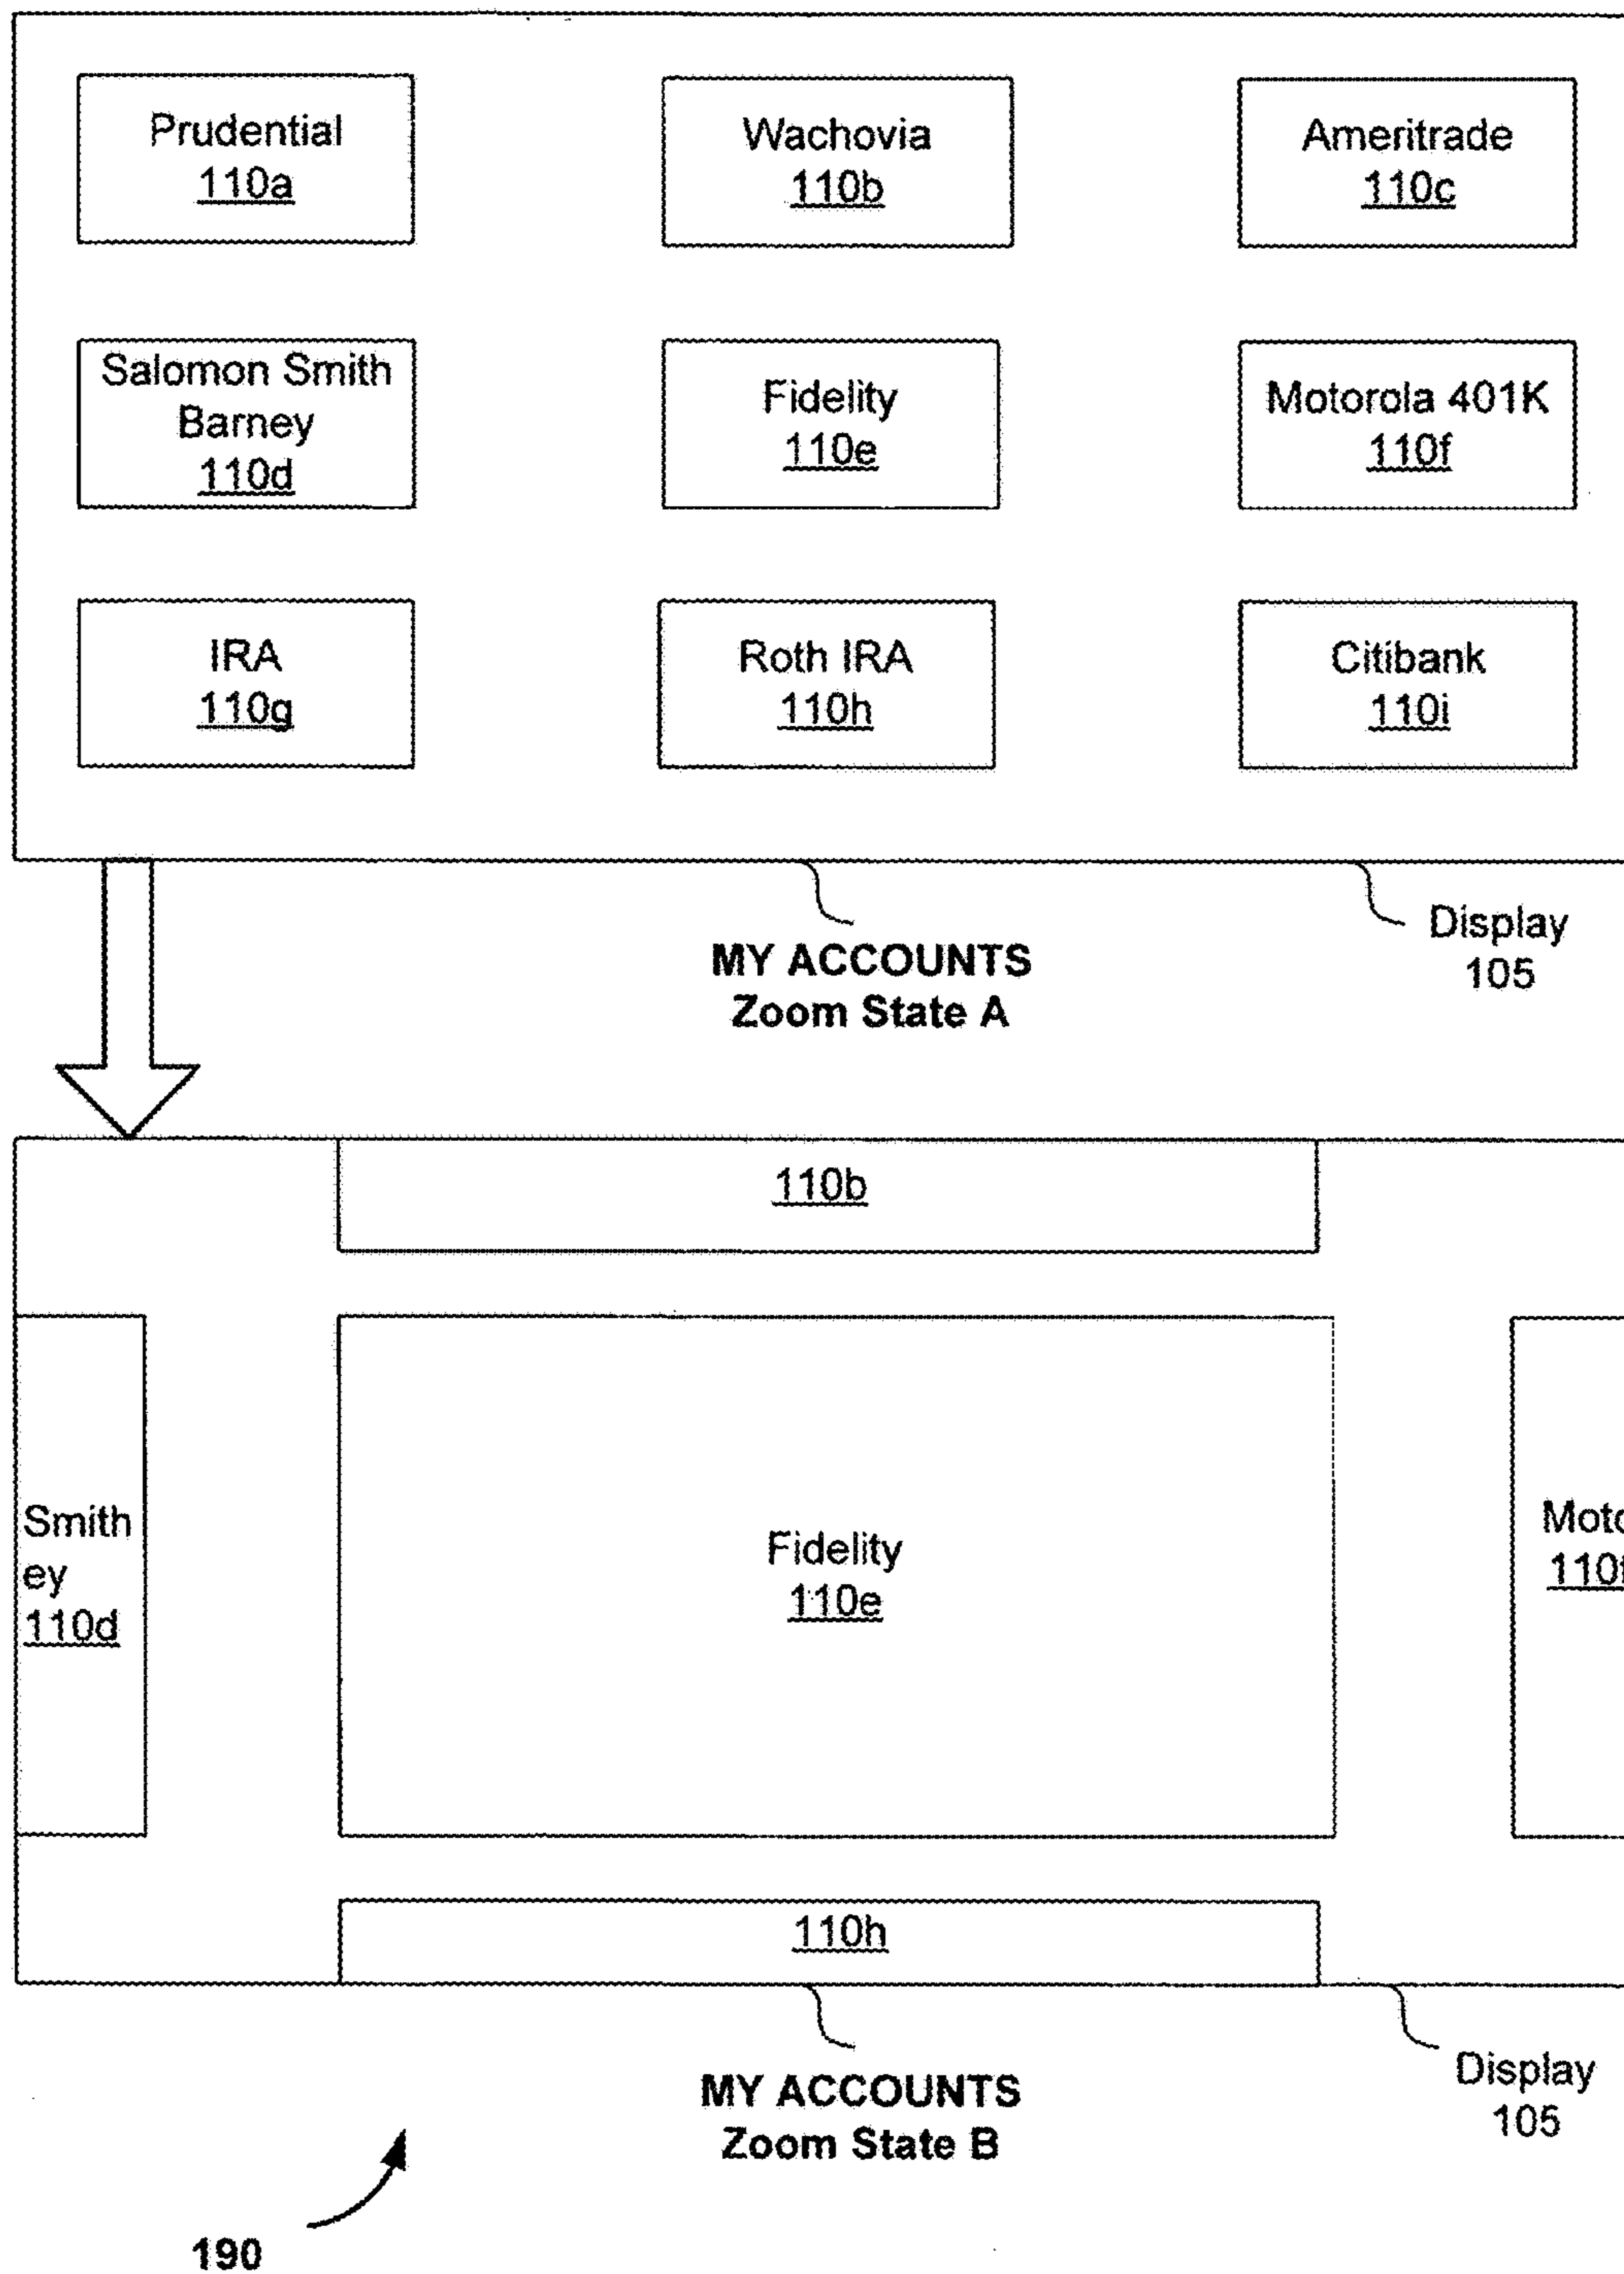 Prudential
110a
Wachovia
110b
Ameritrade
110c
Salomon Smith
Barney
110d
Fidelity
110e
Motorola 401K
110f
IRA
110g
Roth IRA
110h
Citibank
110i
MY ACCOUNTS
Zoom State A
Display
105
110b
Smith
ey
110d
Fidelity
110e
Moto
110f
110h
MY ACCOUNTS
Zoom State B
Display
105
190